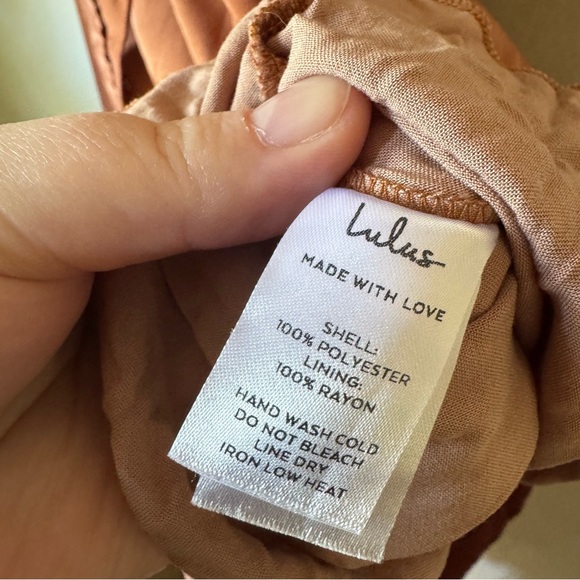 Lulus
MADE WITH LOVE
SHELL:
100% POLYESTER
LINING:
100% RAYON
HAND WASH COLD
DO NOT BLEACH
LINE DRY
IRON LOW HEAT